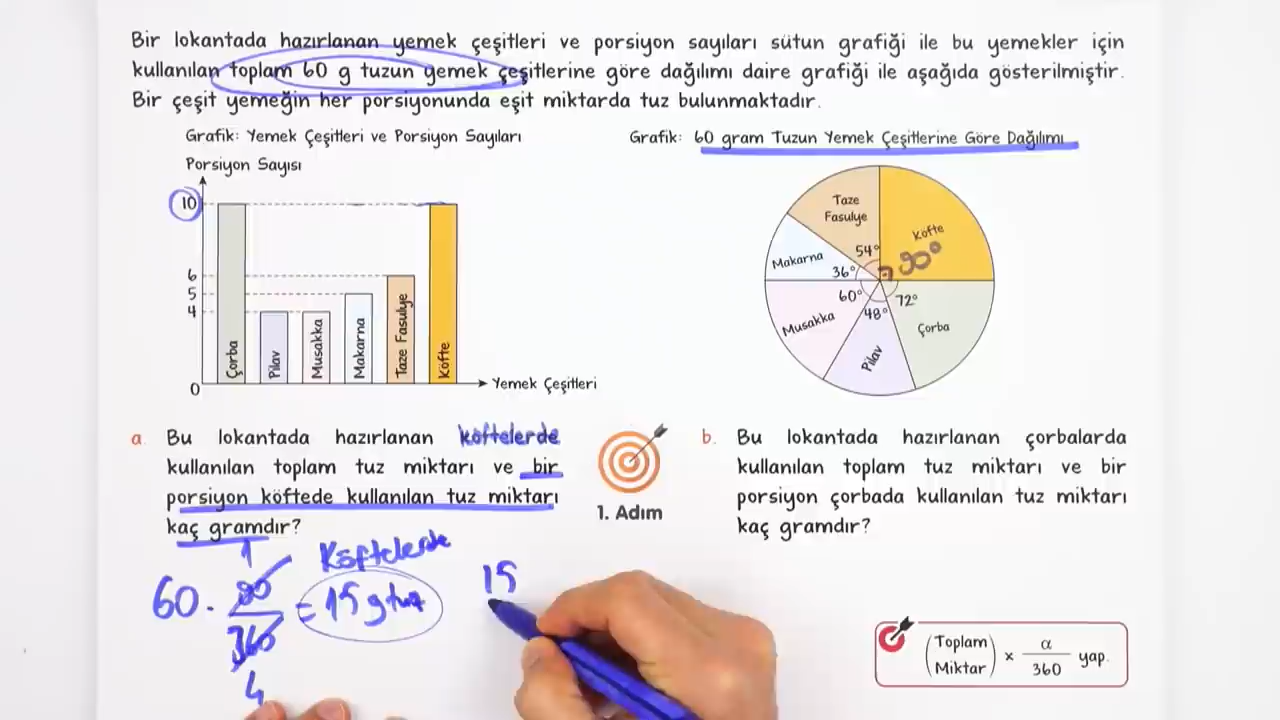 Bir lokantada hazırlanan yemek çeşitleri ve porsiyon sayıları sütun grafiği ile bu yemekler için
kullanılan toplam 60 g tuzun yemek çeşitlerine göre dağılımı daire grafiği ile aşağıda gösterilmiştir.
Bir çeşit yemeğin her porsiyonunda eşit miktarda tuz bulunmaktadır.
Grafik: Yemek Çeşitleri ve Porsiyon Sayıları
Porsiyon Sayısı
10
6
5
4
0
Çorba
Pilav
Musakka
Makarna
Taze Fasulye
Köfte
Yemek Çeşitleri
Grafik: 60 gram Tuzun Yemek Çeşitlerine Göre Dağılımı
Taze
Fasulye
Köfte
54°
90°
Makarna
36°
60°
72°
48°
Musakka
Çorba
Pilav
a. Bu lokantada hazırlanan köftelerde
kullanılan toplam tuz miktarı ve bir
porsiyon köftede kullanılan tuz miktarı
kaç gramdır?
1. Adım
b. Bu lokantada hazırlanan çorbalarda
kullanılan toplam tuz miktarı ve bir
porsiyon çorbada kullanılan tuz miktarı
kaç gramdır?
1
Köftelerde
60 . 90/360 = 15 g tuz
4
15
(Toplam Miktar) × α/360 yap.